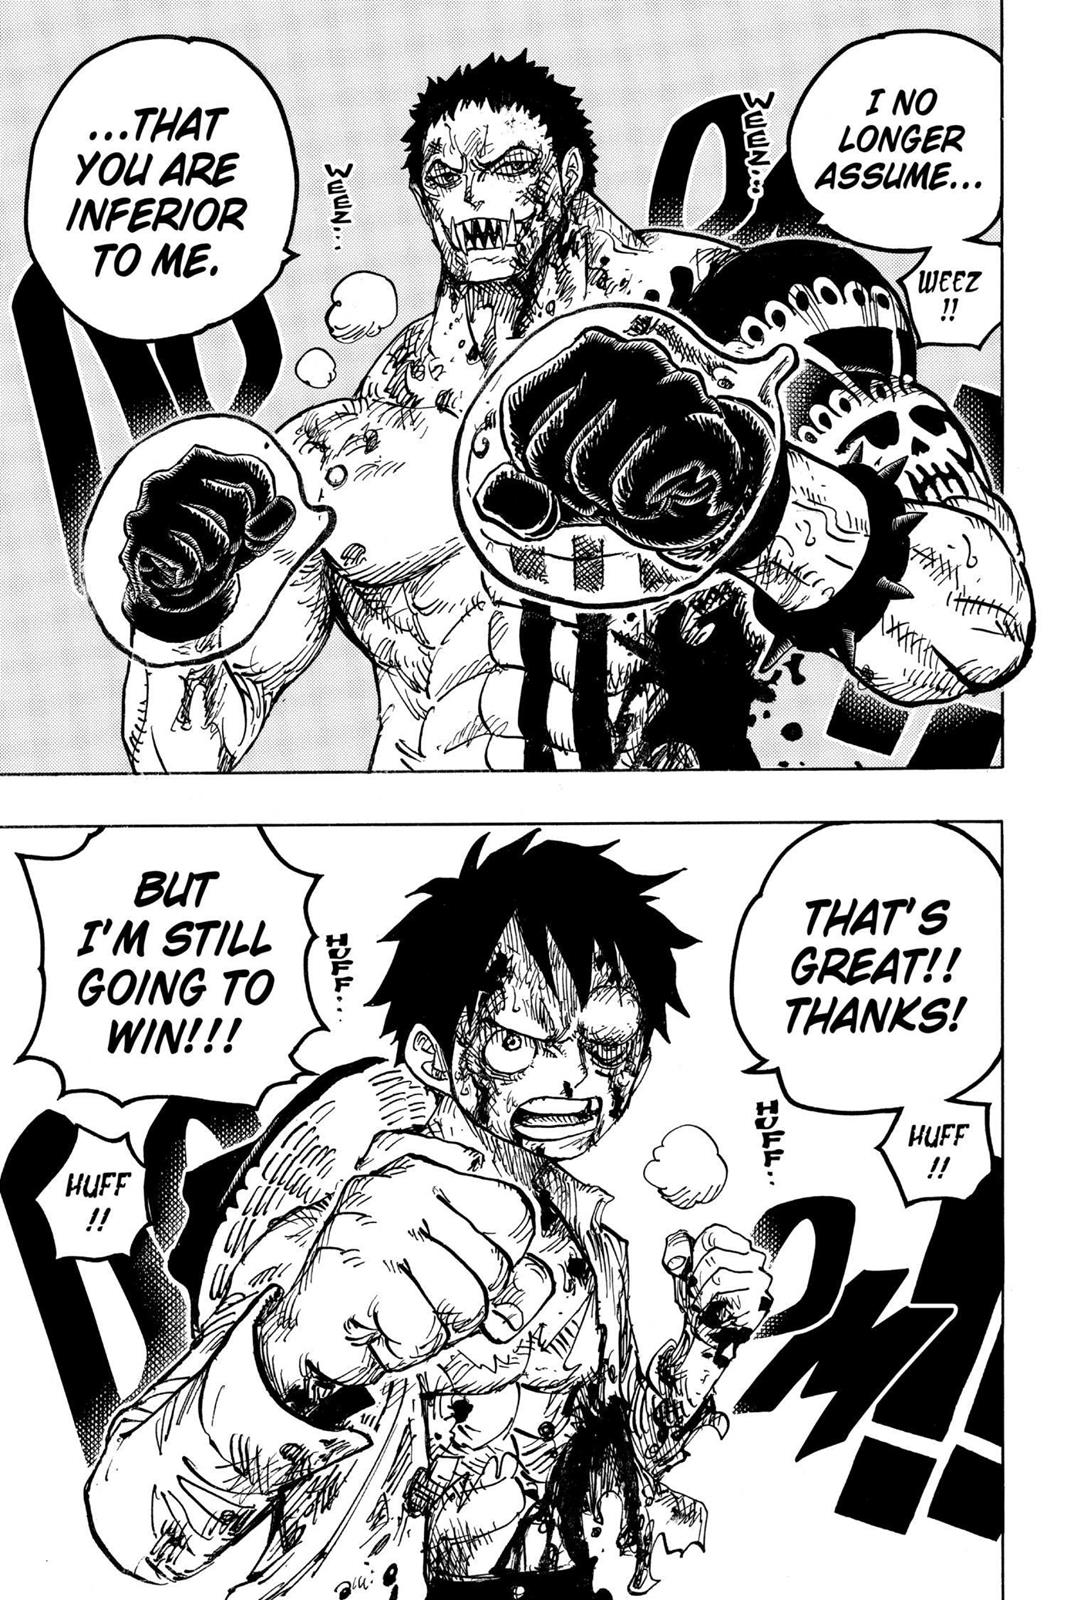 I NO
LONGER
ASSUME...
WEEZ
!!
WEEZ...
...THAT
YOU ARE
INFERIOR
TO ME.
WEEZ...
THAT'S
GREAT!!
THANKS!
HUFF
!!
HUFF...
BUT
I'M STILL
GOING TO
WIN!!!
HUFF...
HUFF
!!